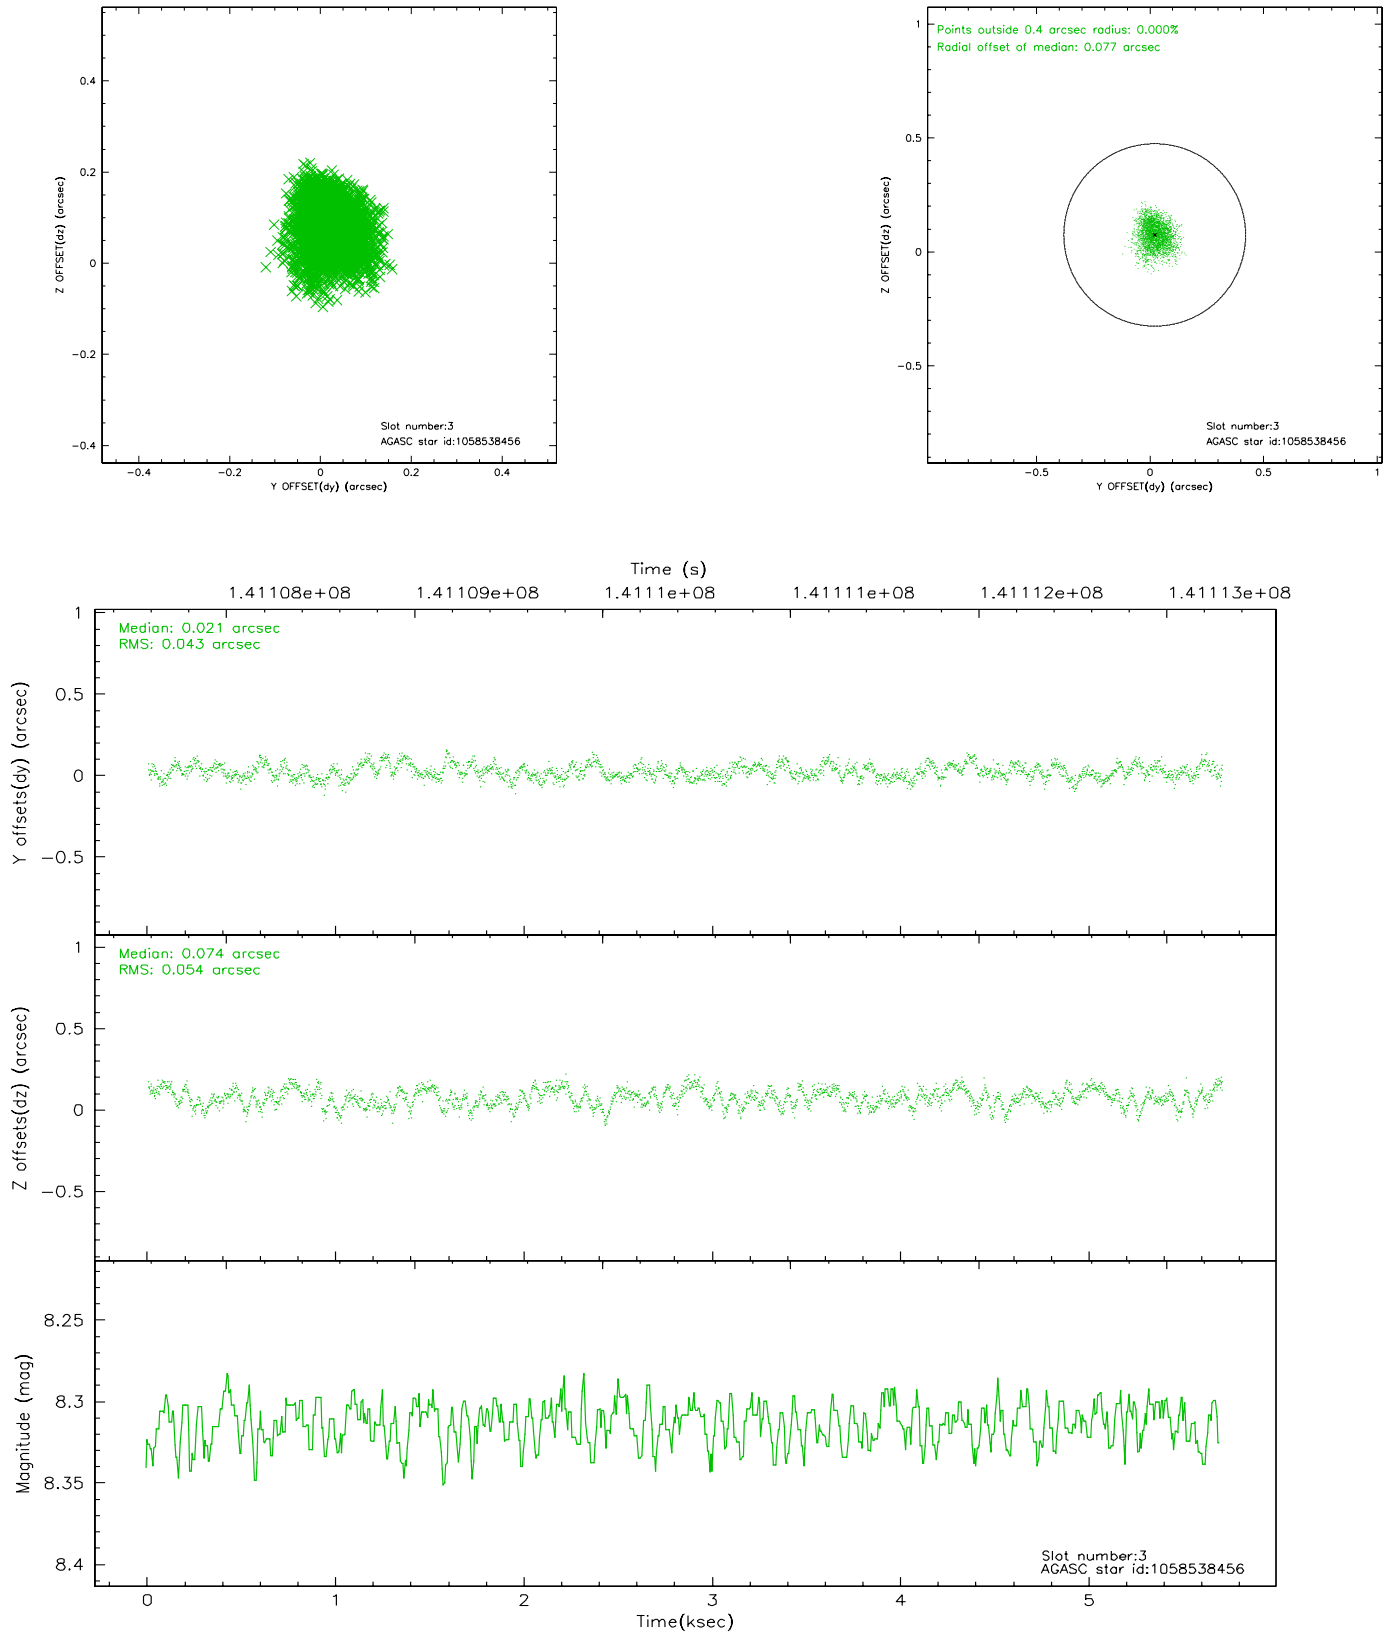 0.4
0.2
0
−0.2
−0.4
Z OFFSET(dz) (arcsec)
Slot number:3
AGASC star id:1058538456
−0.4 −0.2 0 0.2 0.4
Y OFFSET(dy) (arcsec)
Points outside 0.4 arcsec radius: 0.000%
Radial offset of median: 0.077 arcsec
1
0.5
0
−0.5
Z OFFSET(dz) (arcsec)
Slot number:3
AGASC star id:1058538456
−0.5 0 0.5 1
Y OFFSET(dy) (arcsec)
Time (s)
1.41108e+08 1.41109e+08 1.4111e+08 1.41111e+08 1.41112e+08 1.41113e+08
Median: 0.021 arcsec
RMS: 0.043 arcsec
1
0.5
0
−0.5
Y offsets(dy) (arcsec)
Median: 0.074 arcsec
RMS: 0.054 arcsec
1
0.5
0
−0.5
Z offsets(dz) (arcsec)
8.25
8.3
8.35
8.4
Magnitude (mag)
Slot number:3
AGASC star id:1058538456
0 1 2 3 4 5
Time(ksec)